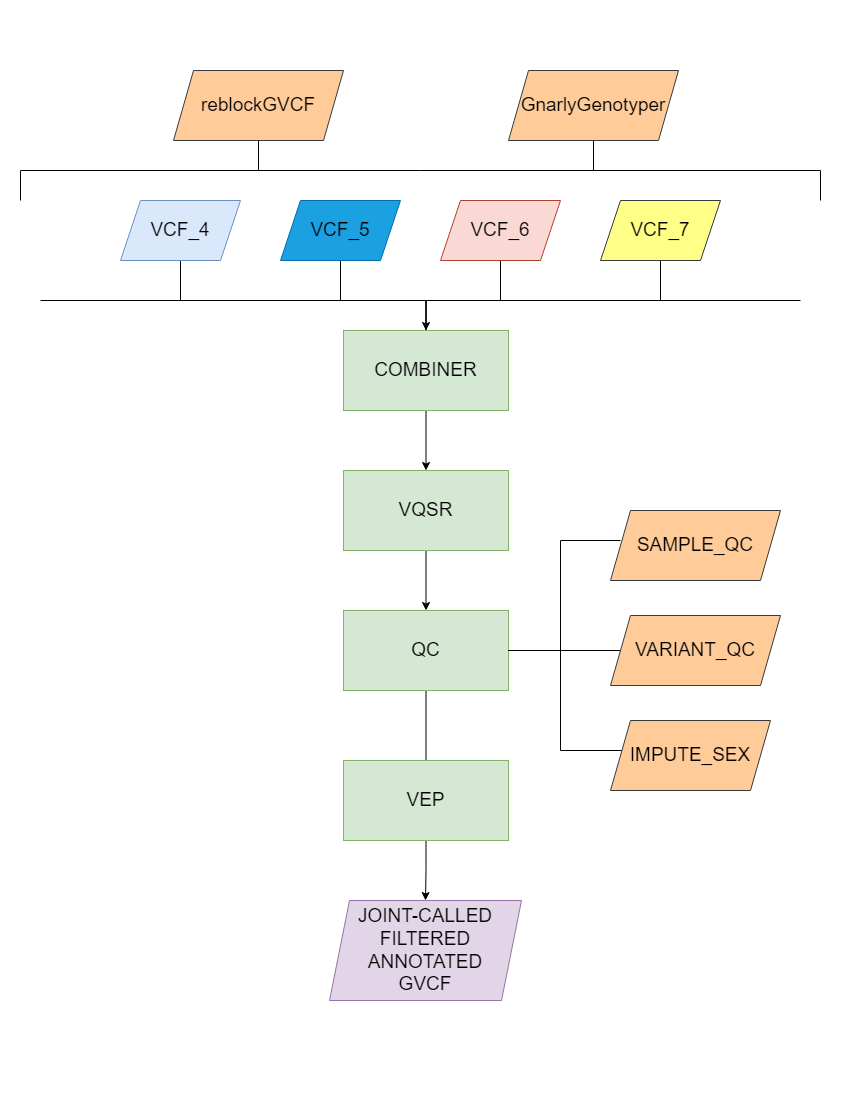 reblockGVCF
GnarlyGenotyper
VCF_4
VCF_5
VCF_6
VCF_7
COMBINER
VQSR
SAMPLE_QC
QC
VARIANT_QC
IMPUTE_SEX
VEP
JOINT-CALLED
FILTERED
ANNOTATED
GVCF